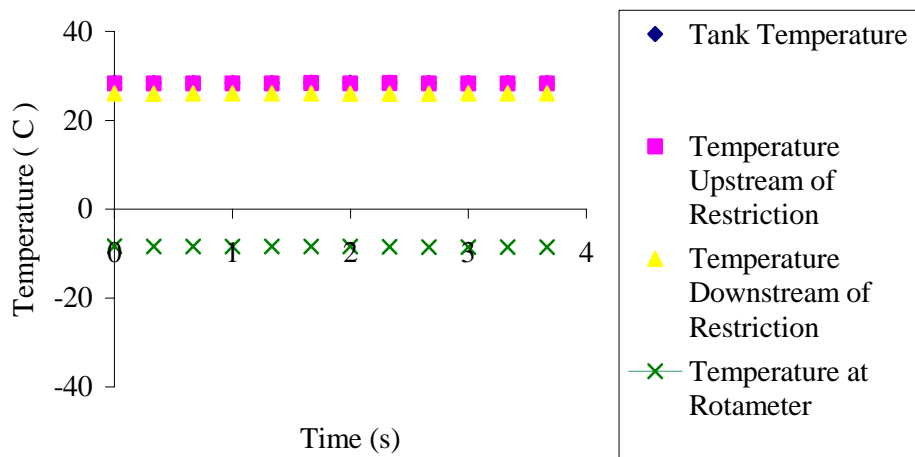 40
20
0
-20
-40
0
1
2
3
4
Temperature ( C )
Time (s)
Tank Temperature
Temperature
Upstream of
Restriction
Temperature
Downstream of
Restriction
Temperature at
Rotameter